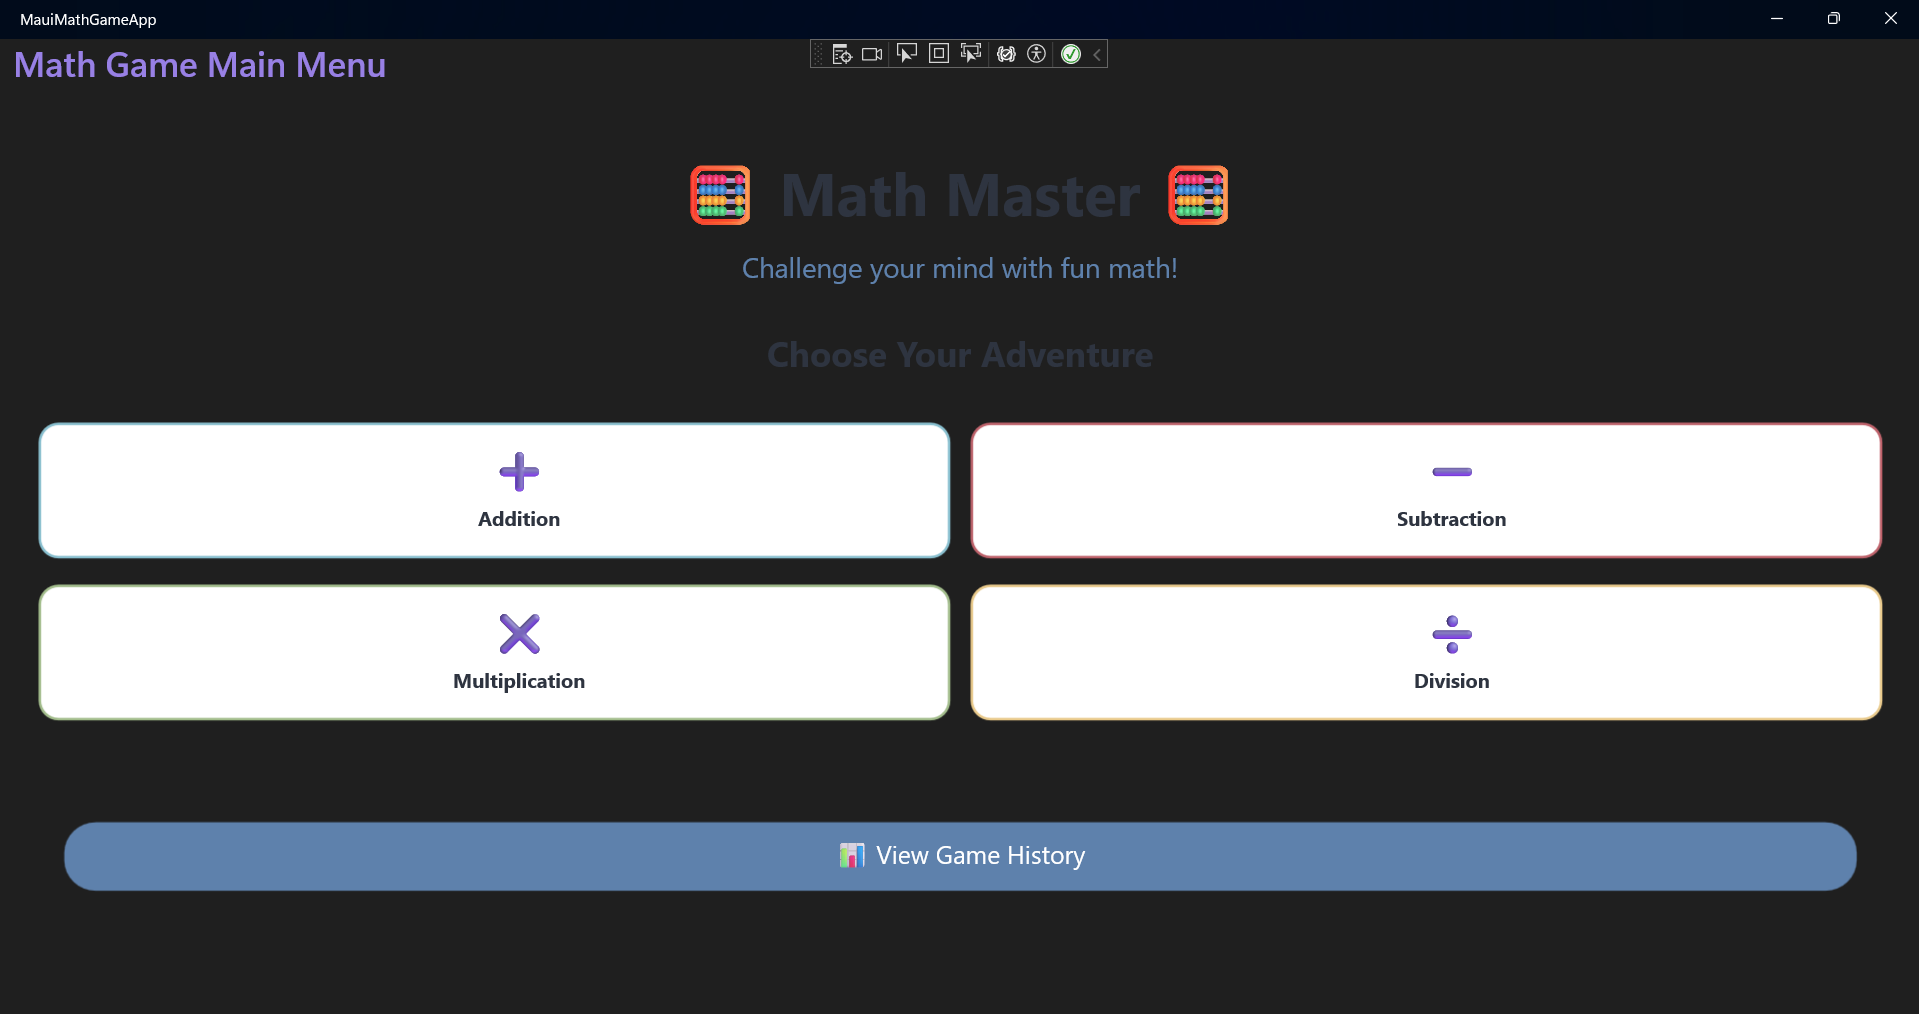 MauiMathGameApp
Math Game Main Menu
Math Master
Challenge your mind with fun math!
Choose Your Adventure
Addition
Subtraction
Multiplication
Division
View Game History